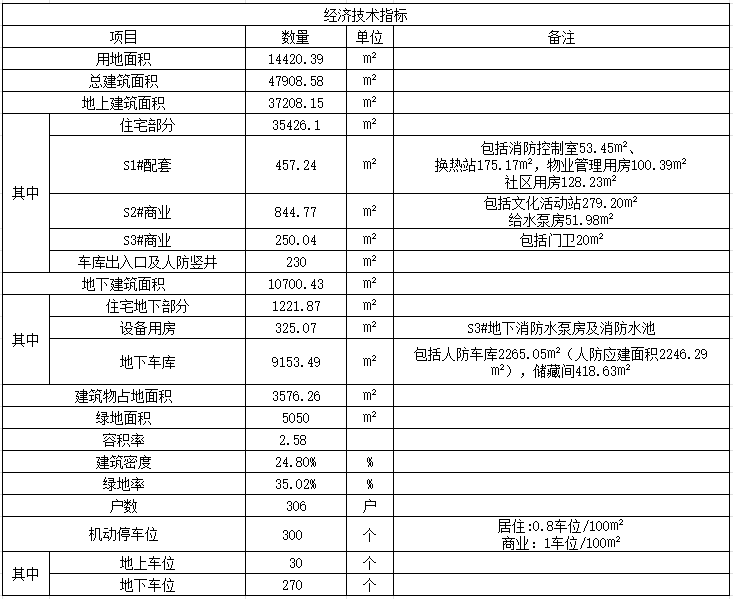 经济技术指标
项目 数量 单位 备注
用地面积 14420.39 m²
总建筑面积 47908.58 m²
地上建筑面积 37208.15 m²
其中
住宅部分 35426.1 m²
S1#配套 457.24 m²
包括消防控制室53.45m²、
换热站175.17m²，物业管理用房100.39m²
社区用房128.23m²
S2#商业 844.77 m²
包括文化活动站279.20m²
给水泵房51.98m²
S3#商业 250.04 m² 包括门卫20m²
车库出入口及人防竖井 230 m²
地下建筑面积 10700.43 m²
其中
住宅地下部分 1221.87 m²
设备用房 325.07 m² S3#地下消防水泵房及消防水池
地下车库 9153.49 m²
包括人防车库2265.05m²（人防应建面积2246.29
m²），储藏间418.63m²
建筑物占地面积 3576.26 m²
绿地面积 5050 m²
容积率 2.58
建筑密度 24.80% %
绿地率 35.02% %
户数 306 户
机动停车位 300 个
居住:0.8车位/100m²
商业：1车位/100m²
其中
地上车位 30 个
地下车位 270 个